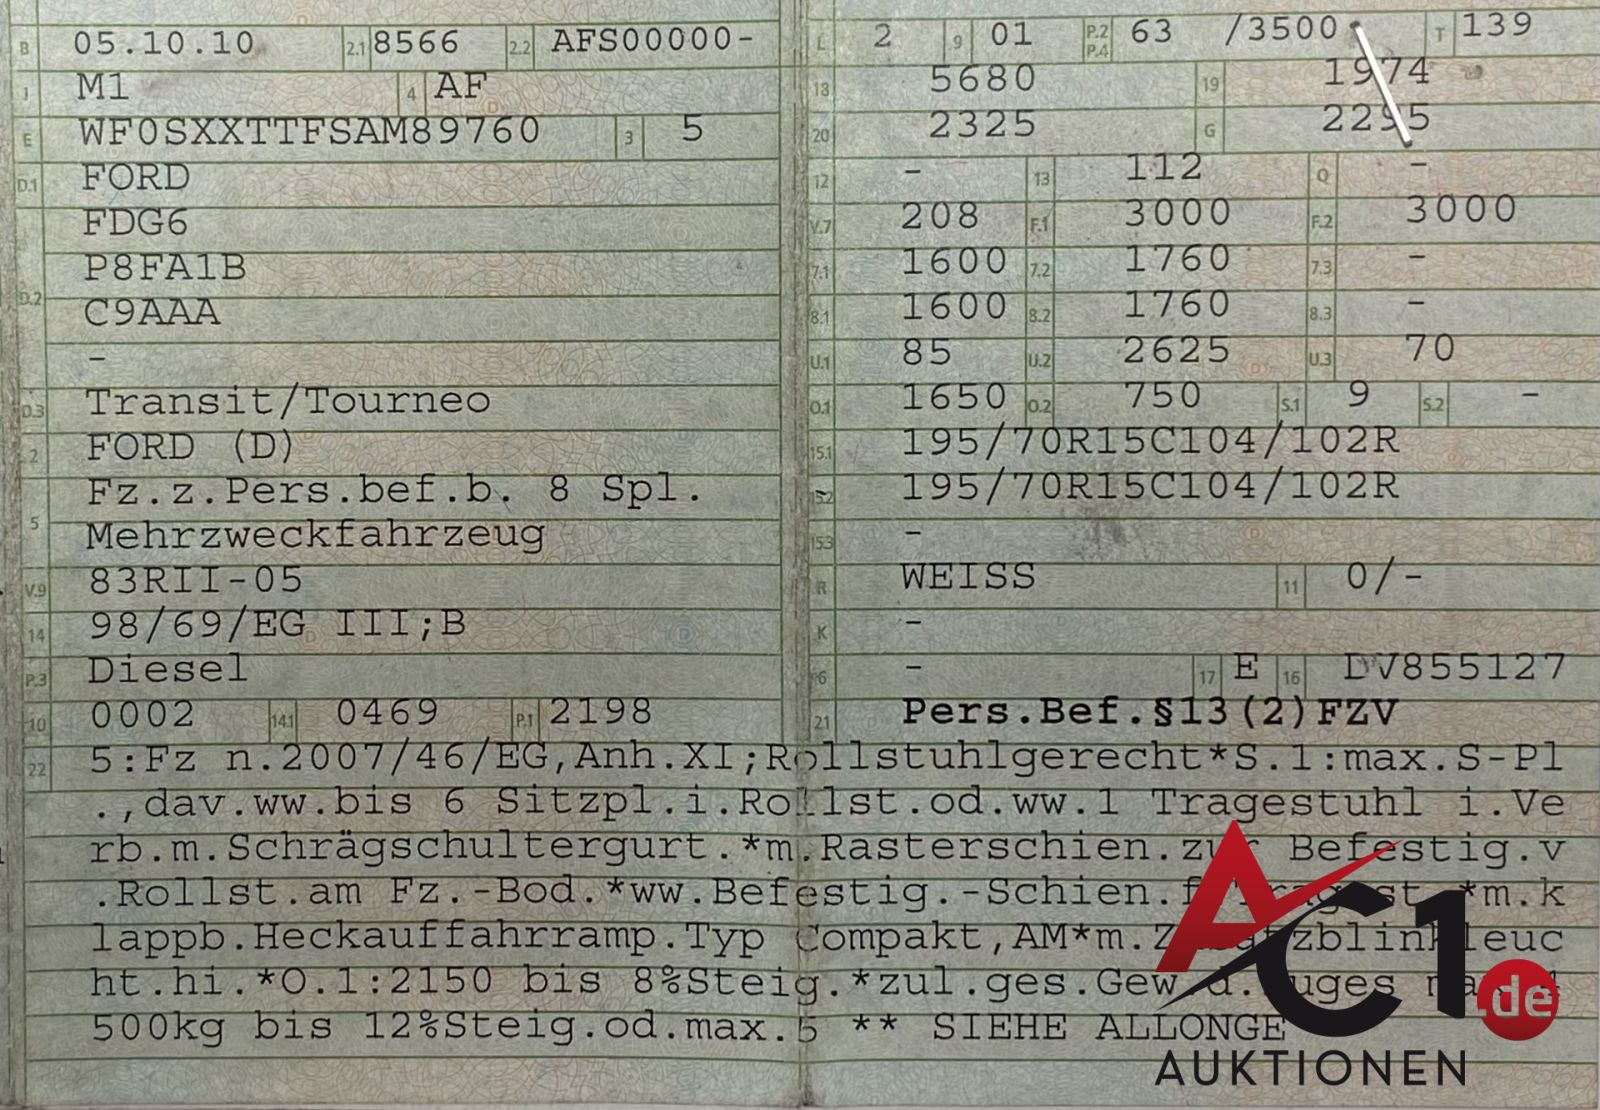 B 05.10.10 2.1 8566 2.2 AFS00000-
J M1 4 AF
E WF0SXXTTFSAM89760 3 5
D.1 FORD
FDG6
D.2 P8FA1B
C9AAA
-
D.3 Transit/Tourneo
2 FORD (D)
5 Fz.z.Pers.bef.b. 8 Spl.
Mehrzweckfahrzeug
V.9 83RII-05
14 98/69/EG III;B
P.3 Diesel
10 0002 14.1 0469 P.1 2198
L 2 9 01 P.2 P.4 63 /3500 T 139
18 5680 19 1974
20 2325 G 2295
12 - 13 112 Q -
V.7 208 F.1 3000 F.2 3000
7.1 1600 7.2 1760 7.3 -
8.1 1600 8.2 1760 8.3 -
U.1 85 U.2 2625 U.3 70
O.1 1650 O.2 750 S.1 9 S.2 -
15.1 195/70R15C104/102R
15.2 195/70R15C104/102R
15.3 -
R WEISS 11 0/-
K -
6 - 17 E 16 DV855127
21 Pers.Bef.§13(2)FZV
22 5:Fz n.2007/46/EG,Anh.XI;Rollstuhlgerecht*S.1:max.S-Pl
.,dav.ww.bis 6 Sitzpl.i.Rollst.od.ww.1 Tragestuhl i.Ve
rb.m.Schrägschultergurt.*m.Rasterschien.zur Befestig.v
.Rollst.am Fz.-Bod.*ww.Befestig.-Schien.f.Tragest.*m.k
lappb.Heckauffahrramp.Typ Compakt,AM*m.Zusatzblinkleuc
ht.hi.*O.1:2150 bis 8%Steig.*zul.ges.Gew.d.Zuges max.4
500kg bis 12%Steig.od.max.5 ** SIEHE ALLONGE
AC1.de
AUKTIONEN